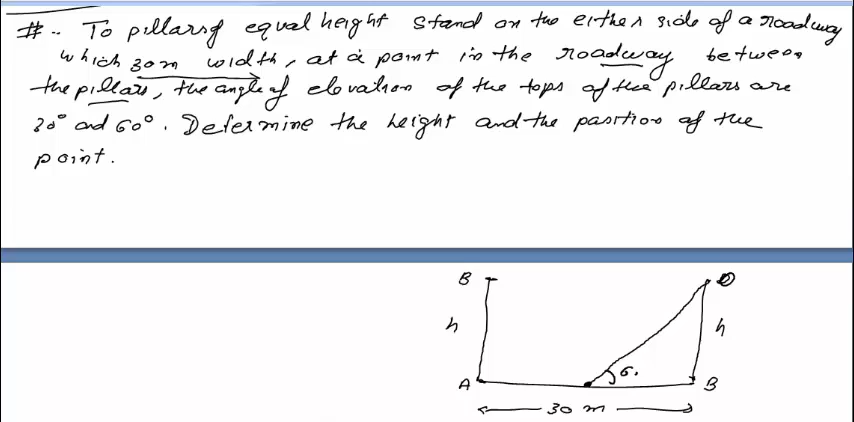 #.. To pillars of equal height stand on two either side of a roadway
which 30 m width, at a point in the roadway between
the pillars, the angle of elevation of the tops of the pillars are
30° and 60°. Determine the height and the position of the
point.
B
D
h
h
6.
A
B
30 m